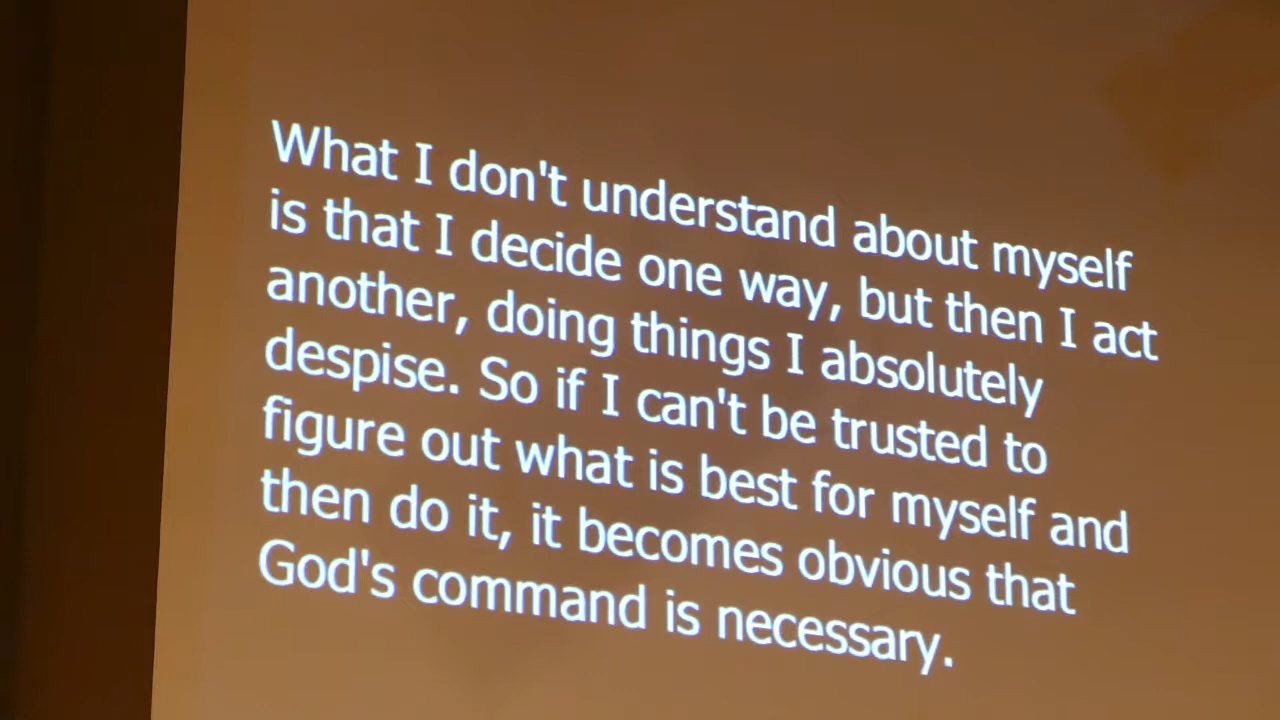 What I don't understand about myself
is that I decide one way, but then I act
another, doing things I absolutely
despise. So if I can't be trusted to
figure out what is best for myself and
then do it, it becomes obvious that
God's command is necessary.